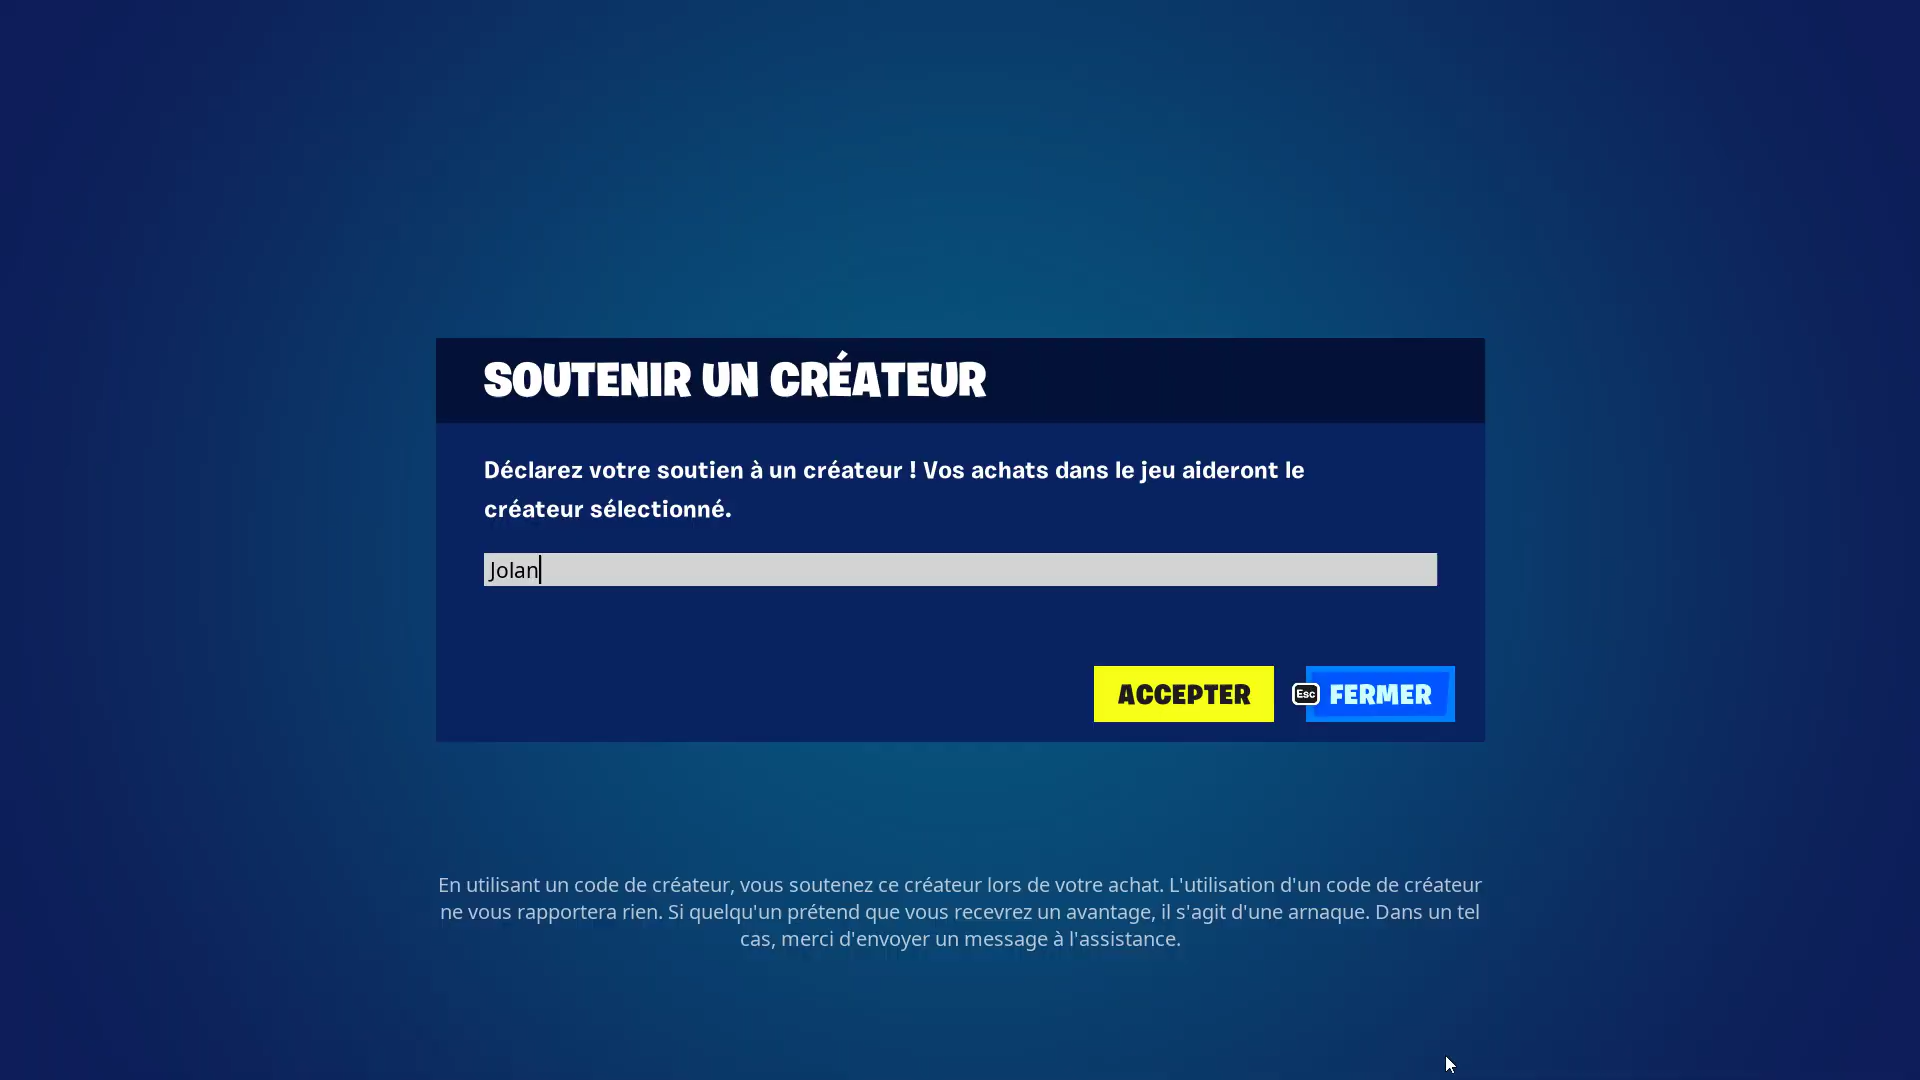 SOUTENIR UN CRÉATEUR
Déclarez votre soutien à un créateur ! Vos achats dans le jeu aideront le
créateur sélectionné.
Jolan
ACCEPTER
Esc FERMER
En utilisant un code de créateur, vous soutenez ce créateur lors de votre achat. L'utilisation d'un code de créateur
ne vous rapportera rien. Si quelqu'un prétend que vous recevrez un avantage, il s'agit d'une arnaque. Dans un tel
cas, merci d'envoyer un message à l'assistance.